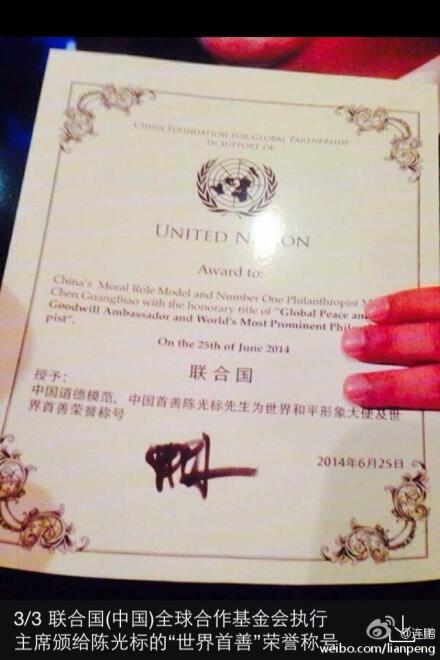 CHINA FOUNDATION FOR GLOBAL PARTNERSHIP
IN SUPPORT OF
UNITED NATION
Award to:
China's Moral Role Model and Number One Philanthropist M
Chen GuangBiao with the honorary title of "Global Peace and
Goodwill Ambassador and World's Most Prominent Phil
pist".
On the 25th of June 2014
联合国
授予：
中国道德模范，中国首善陈光标先生为世界和平形象大使及世
界首善荣誉称号
2014年6月25日
3/3 联合国(中国)全球合作基金会执行
主席颁给陈光标的“世界首善”荣誉称号
@连鹏
weibo.com/lianpeng